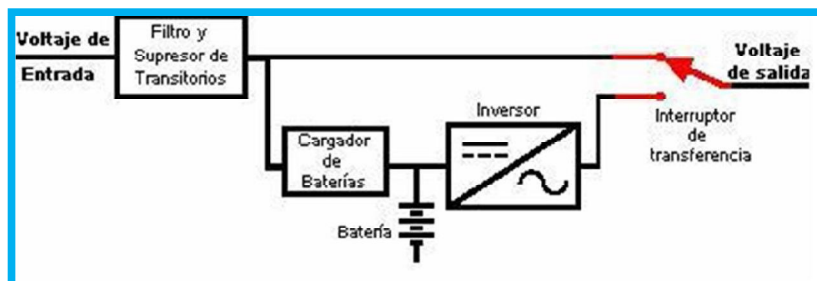 Voltaje de
Entrada
Filtro y
Supresor de
Transitorios
Voltaje
de salida
Inversor
Interruptor
de
transferencia
Cargador
de
Baterías
Batería